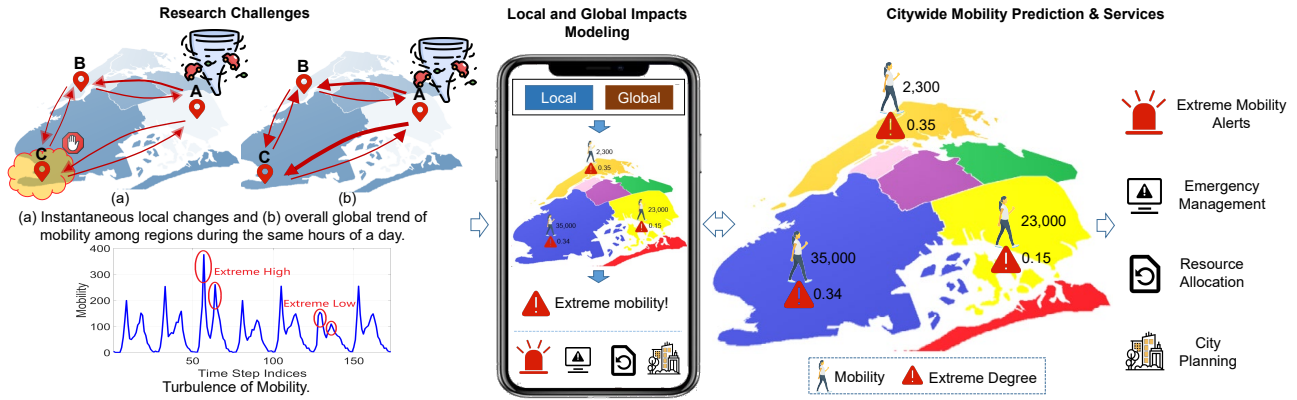 Research Challenges
B
A
C
(a)
B
A
C
(b)
(a) Instantaneous local changes and (b) overall global trend of
mobility among regions during the same hours of a day.
Mobility
400
300
200
100
0
Extreme High
Extreme Low
50
100
150
Time Step Indices
Turbulence of Mobility.
Local and Global Impacts
Modeling
Local
Global
2,300
0.35
35,000
0.34
23,000
0.15
Extreme mobility!
Citywide Mobility Prediction & Services
2,300
0.35
35,000
0.34
23,000
0.15
Mobility
Extreme Degree
Extreme Mobility
Alerts
Emergency
Management
Resource
Allocation
City
Planning